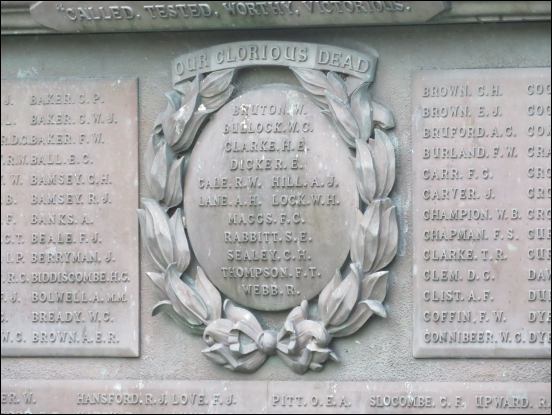 "CALLED, TESTED, WORTHY, VICTORIOUS.
OUR GLORIOUS DEAD
BRUTON.W.
BULLOCK.W.G.
CLARKE.H.E.
DICKER.E.
GALE.R.W. HILL.A.J.
LANE.A.H. LOCK.W.H.
MAGGS.F.C.
RABBITT.S.E.
SEALEY.C.H.
THOMPSON.F.T.
WEBB.R.
J. BAKER.C.P.
BAKER.G.W.J.
R.D.G. BAKER.F.W.
R.W. BALL.E.C.
W. BAMSEY.C.H.
B. BAMSEY.R.J.
F. BANKS.A.
C.T. BEALE.F.J.
I.P. BERRYMAN.J.
R.C. BIDDISCOMBE.H.G.
J. BOLWELL.A.M.M.
G. BREADY.W.G.
W.G. BROWN.A.E.R.
BROWN.C.H.
BROWN.E.J.
BRUFORD.A.G.
BURLAND.F.W.
CARR.F.G.
CARVER.J.
CHAMPION.W.B.
CHAPMAN.F.S.
CLARKE.T.R.
CLEM.D.G.
CLIST.A.F.
COFFIN.F.W.
CONNIBEER.W.G.
ER.W. HANSFORD.R.J. LOVE.F.J. PITT.O.E.A. SLOCOMBE.C.F. UPWARD.R